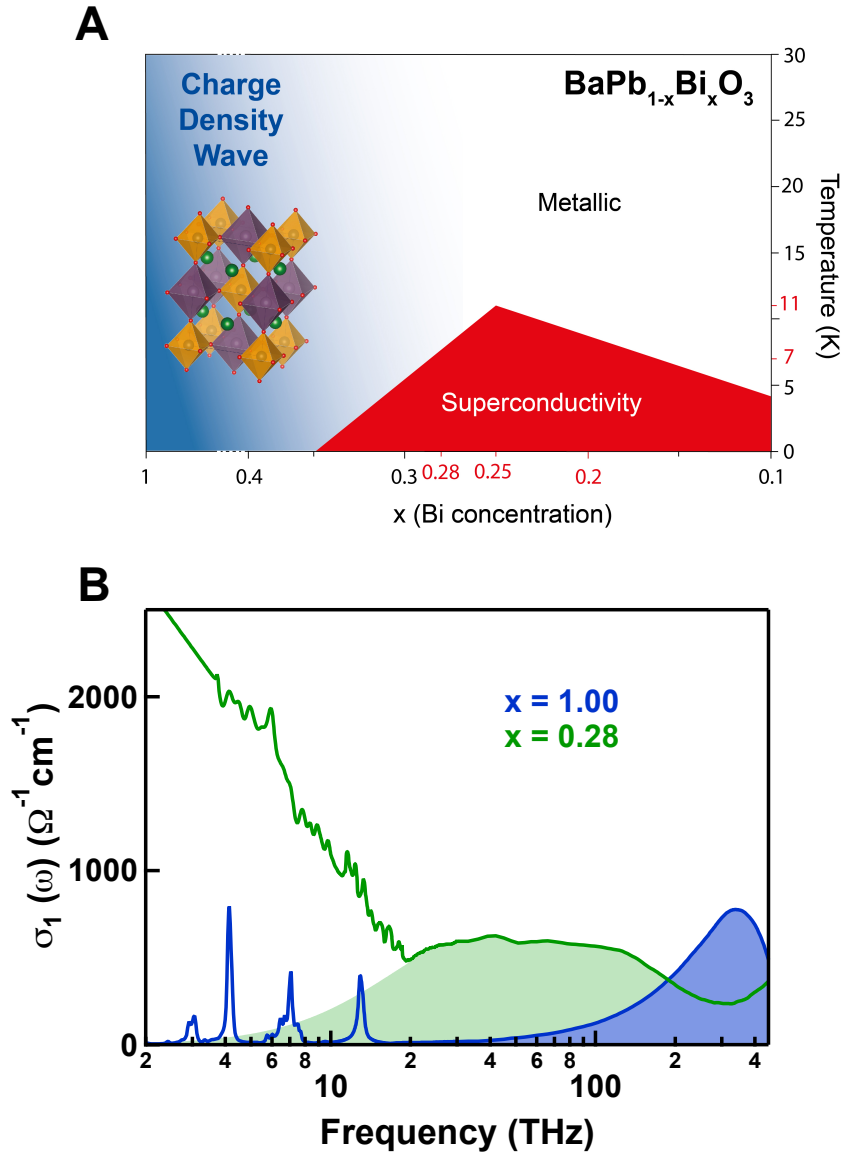 A
Charge
Density
Wave
BaPb1-xBixO3
Metallic
Superconductivity
30
25
20
15
11
7
5
0
Temperature (K)
1 0.4 0.3 0.28 0.25 0.2 0.1
x (Bi concentration)
B
x = 1.00
x = 0.28
2000
1000
0
σ1 (ω) (Ω-1cm-1)
2 4 6 8 2 4 6 8 2 4
10 100
Frequency (THz)